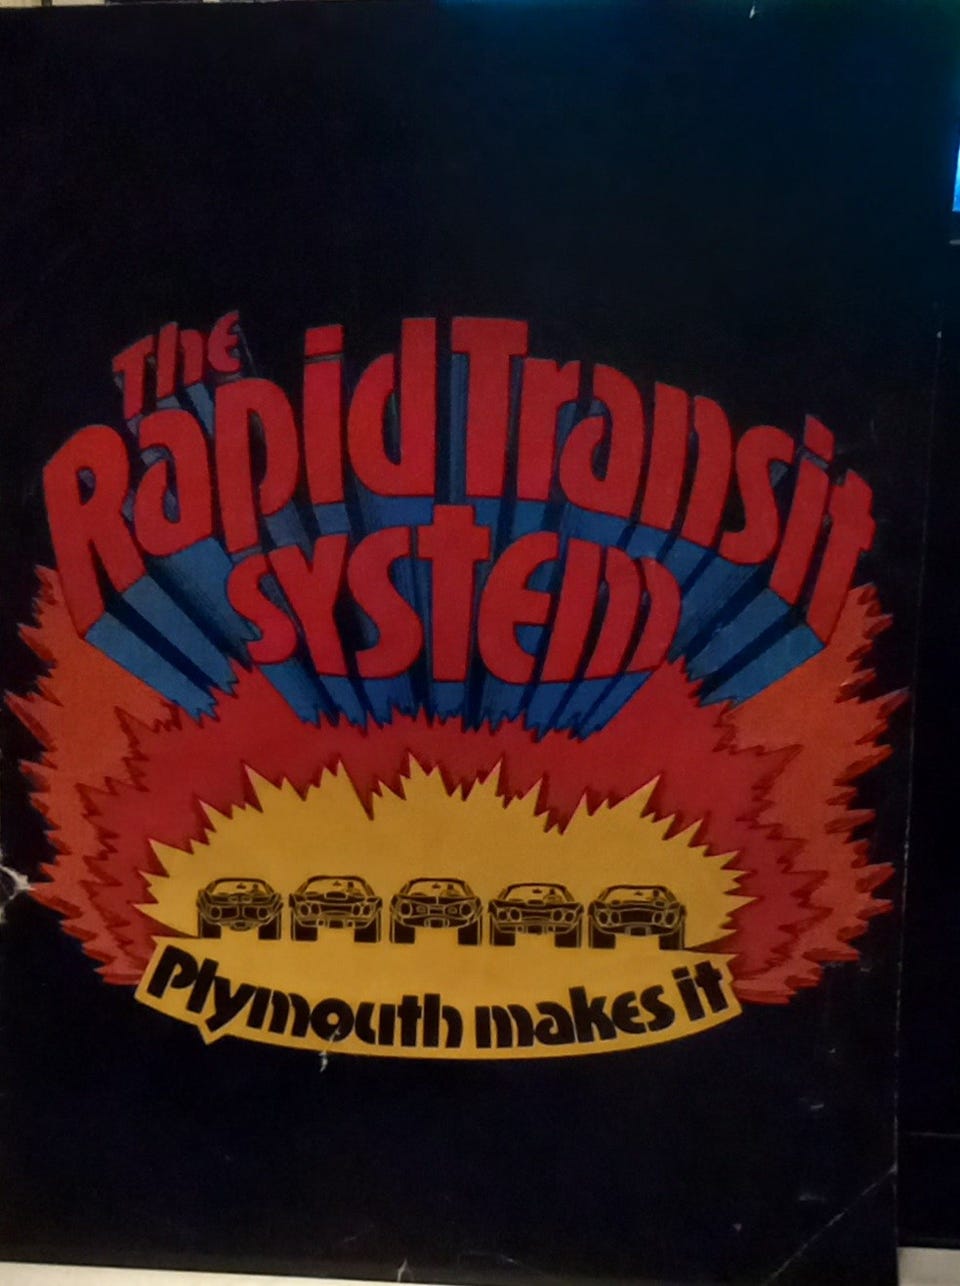 The
Rapid Transit
System
Plymouth makes it